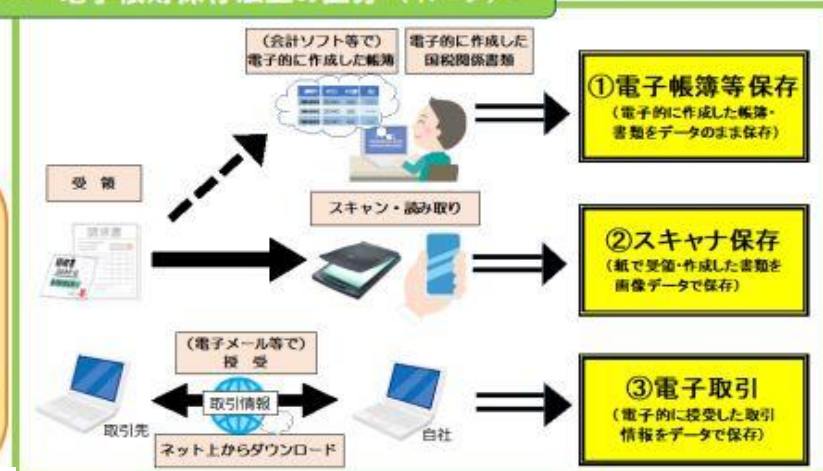 (会計ソフト等で)
電子的に作成した帳簿
電子的に作成した
国税関係書類
①電子帳簿等保存
(電子的に作成した帳簿・
書類をデータのまま保存)
受 領
請求書
スキャン・読み取り
②スキャナ保存
(紙で受領・作成した書類を
画像データで保存)
(電子メール等で)
授 受
取引情報
取引先
自社
ネット上からダウンロード
③電子取引
(電子的に授受した取引
情報をデータで保存)